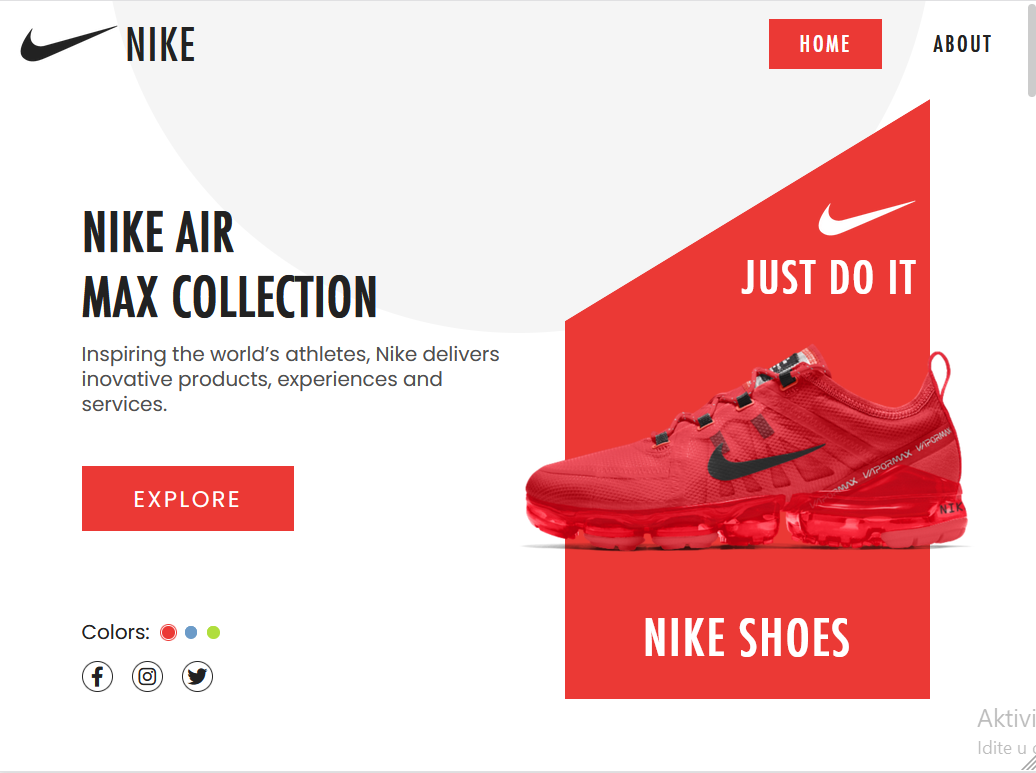 NIKE
HOME
ABOUT
NIKE AIR
MAX COLLECTION
Inspiring the world’s athletes, Nike delivers
inovative products, experiences and
services.
EXPLORE
Colors:
JUST DO IT
VAPORMAX VAPORMAX
NIK
NIKE SHOES
Aktivi
Idite u